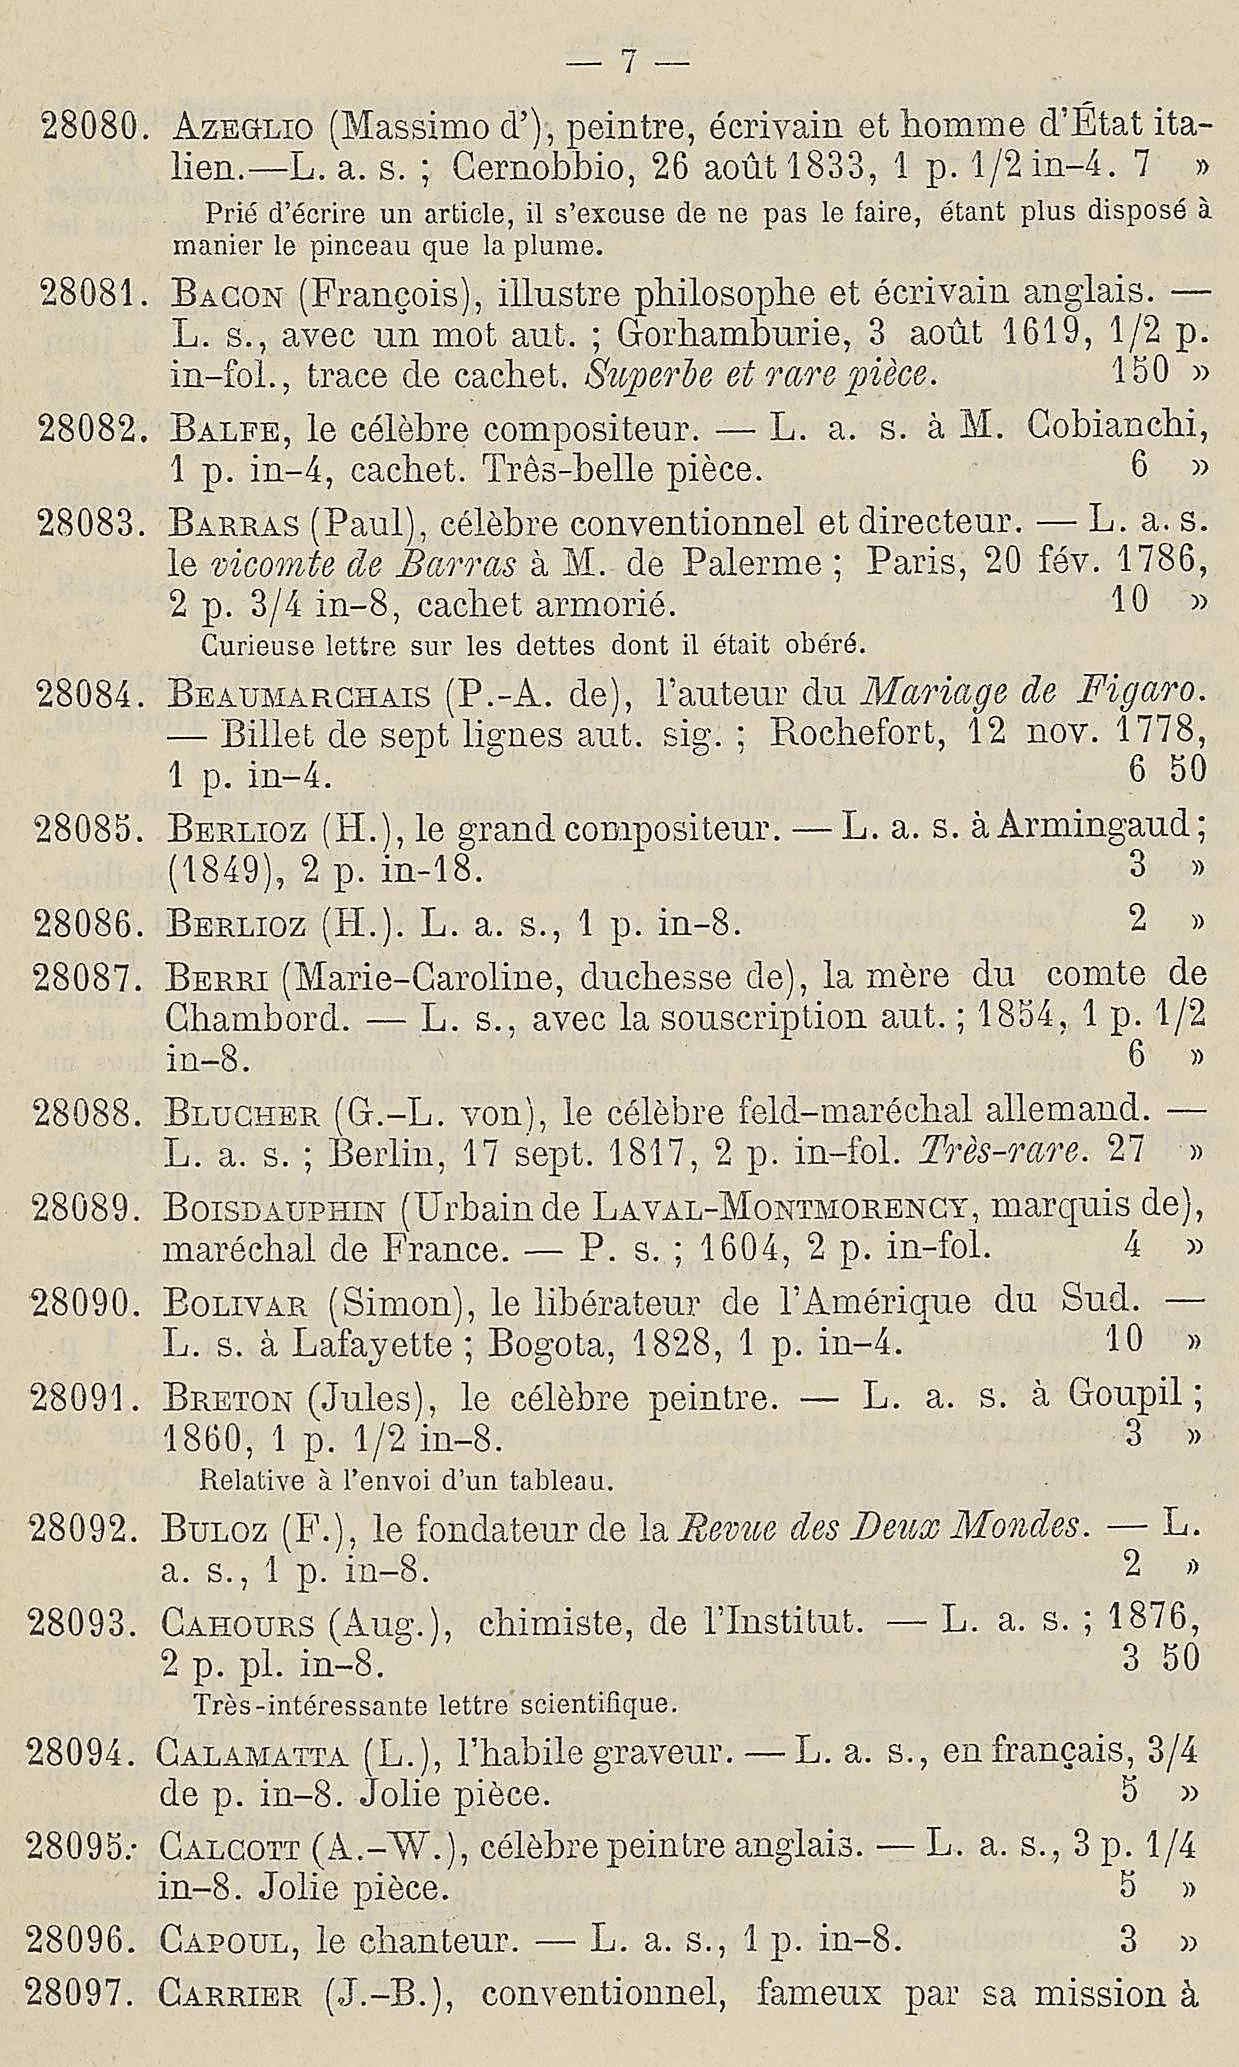 — 7 —
28080. AZEGLIO (Massimo d'), peintre, écrivain et homme d'État ita-
lien.—L. a. s. ; Cernobbio, 26 août 1833, 1 p. 1/2 in-4. 7 »
Prié d'écrire un article, il s'excuse de ne pas le faire, étant plus disposé à
manier le pinceau que la plume.
28081. BACON (François), illustre philosophe et écrivain anglais. —
L. s., avec un mot aut. ; Gorhamburie, 3 août 1619, 1/2 p.
in-fol., trace de cachet. Superbe et rare pièce. 150 »
28082. BALFE, le célèbre compositeur. — L. a. s. à M. Cobianchi,
1 p. in-4, cachet. Três-belle pièce. 6 »
28083. BARRAS (Paul), célèbre conventionnel et directeur. — L. a. s.
le vicomte de Barras à M. de Palerme ; Paris, 20 fév. 1786,
2 p. 3/4 in-8, cachet armorié. 10 »
Curieuse lettre sur les dettes dont il était obéré.
28084. BEAUMARCHAIS (P.-A. de), l'auteur du Mariage de Figaro.
— Billet de sept lignes aut. sig. ; Rochefort, 12 nov. 1778,
1 p. in-4. 6 50
28085. BERLIOZ (H.), le grand compositeur. — L. a. s. à Armingaud ;
(1849), 2 p. in-18. 3 »
28086. BERLIOZ (H.). L. a. s., 1 p. in-8. 2 »
28087. BERRI (Marie-Caroline, duchesse de), la mère du comte de
Chambord. — L. s., avec la souscription aut. ; 1854, 1 p. 1/2
in-8. 6 »
28088. BLUCHER (G.-L. von), le célèbre feld-maréchal allemand. —
L. a. s. ; Berlin, 17 sept. 1817, 2 p. in-fol. Très-rare. 27 »
28089. BOISDAUPHIN (Urbain de LAVAL-MONTMORENCY, marquis de),
maréchal de France. — P. s. ; 1604, 2 p. in-fol. 4 »
28090. BOLIVAR (Simon), le libérateur de l'Amérique du Sud. —
L. s. à Lafayette ; Bogota, 1828, 1 p. in-4. 10 »
28091. BRETON (Jules), le célèbre peintre. — L. a. s. à Goupil ;
1860, 1 p. 1/2 in-8. 3 »
Relative à l'envoi d'un tableau.
28092. BULOZ (F.), le fondateur de la Revue des Deux Mondes. — L.
a. s., 1 p. in-8. 2 »
28093. CAHOURS (Aug.), chimiste, de l'Institut. — L. a. s. ; 1876,
2 p. pl. in-8. 3 50
Très-intéressante lettre scientifique.
28094. CALAMATTA (L.), l'habile graveur. — L. a. s., en français, 3/4
de p. in-8. Jolie pièce. 5 »
28095. CALCOTT (A.-W.), célèbre peintre anglais. — L. a. s., 3 p. 1/4
in-8. Jolie pièce. 5 »
28096. CAPOUL, le chanteur. — L. a. s., 1 p. in-8. 3 »
28097. CARRIER (J.-B.), conventionnel, fameux par sa mission à